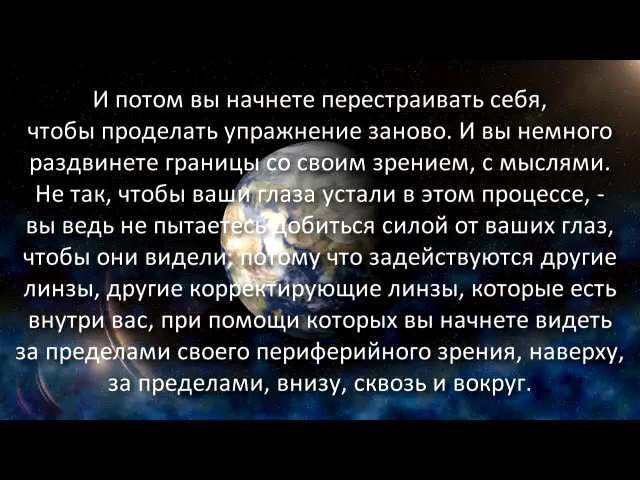 И потом вы начнете перестраивать себя,
чтобы проделать упражнение заново. И вы немного
раздвинете границы со своим зрением, с мыслями.
Не так, чтобы ваши глаза устали в этом процессе, -
вы ведь не пытаетесь добиться силой от ваших глаз,
чтобы они видели; потому что задействуются другие
линзы, другие корректирующие линзы, которые есть
внутри вас, при помощи которых вы начнете видеть
за пределами своего периферийного зрения, наверху,
за пределами, внизу, сквозь и вокруг.